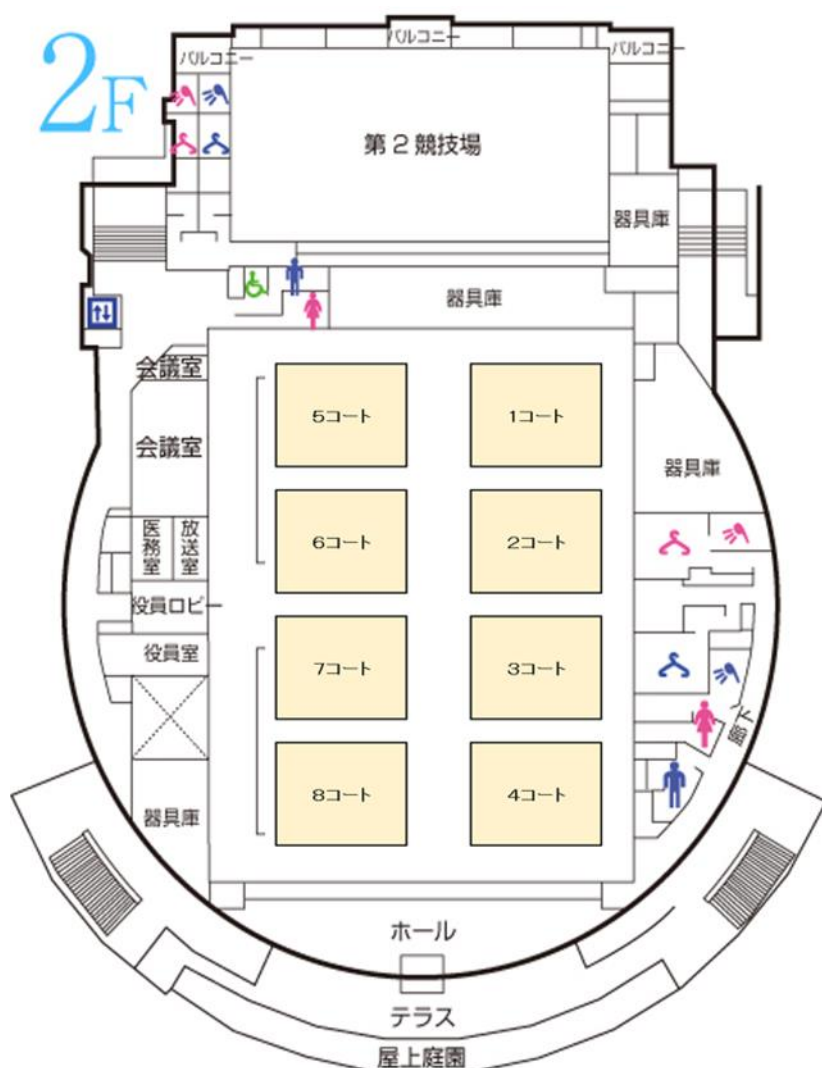 2F
バルコニー
バルコニー
バルコニー
第2競技場
器具庫
器具庫
会議室
会議室
5コート
1コート
器具庫
医務室
放送室
6コート
2コート
役員ロビー
役員室
7コート
3コート
廊下
器具庫
8コート
4コート
ホール
テラス
屋上庭園